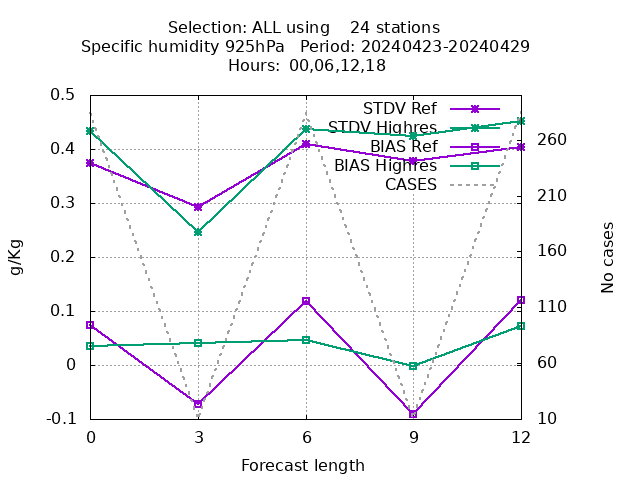 Selection: ALL using 24 stations
Specific humidity 925hPa Period: 20240423-20240429
Hours: 00,06,12,18
STDV Ref
STDV Highres
BIAS Ref
BIAS Highres
CASES
0.5
0.4
0.3
0.2
0.1
0
-0.1
g/Kg
260
210
160
110
60
10
No cases
0 3 6 9 12
Forecast length